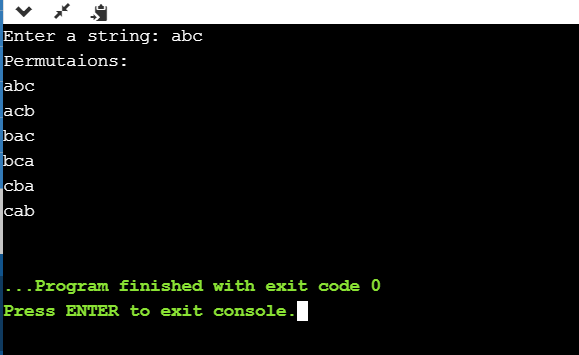 Enter a string: abc
Permutaions:
abc
acb
bac
bca
cba
cab
...Program finished with exit code 0
Press ENTER to exit console.